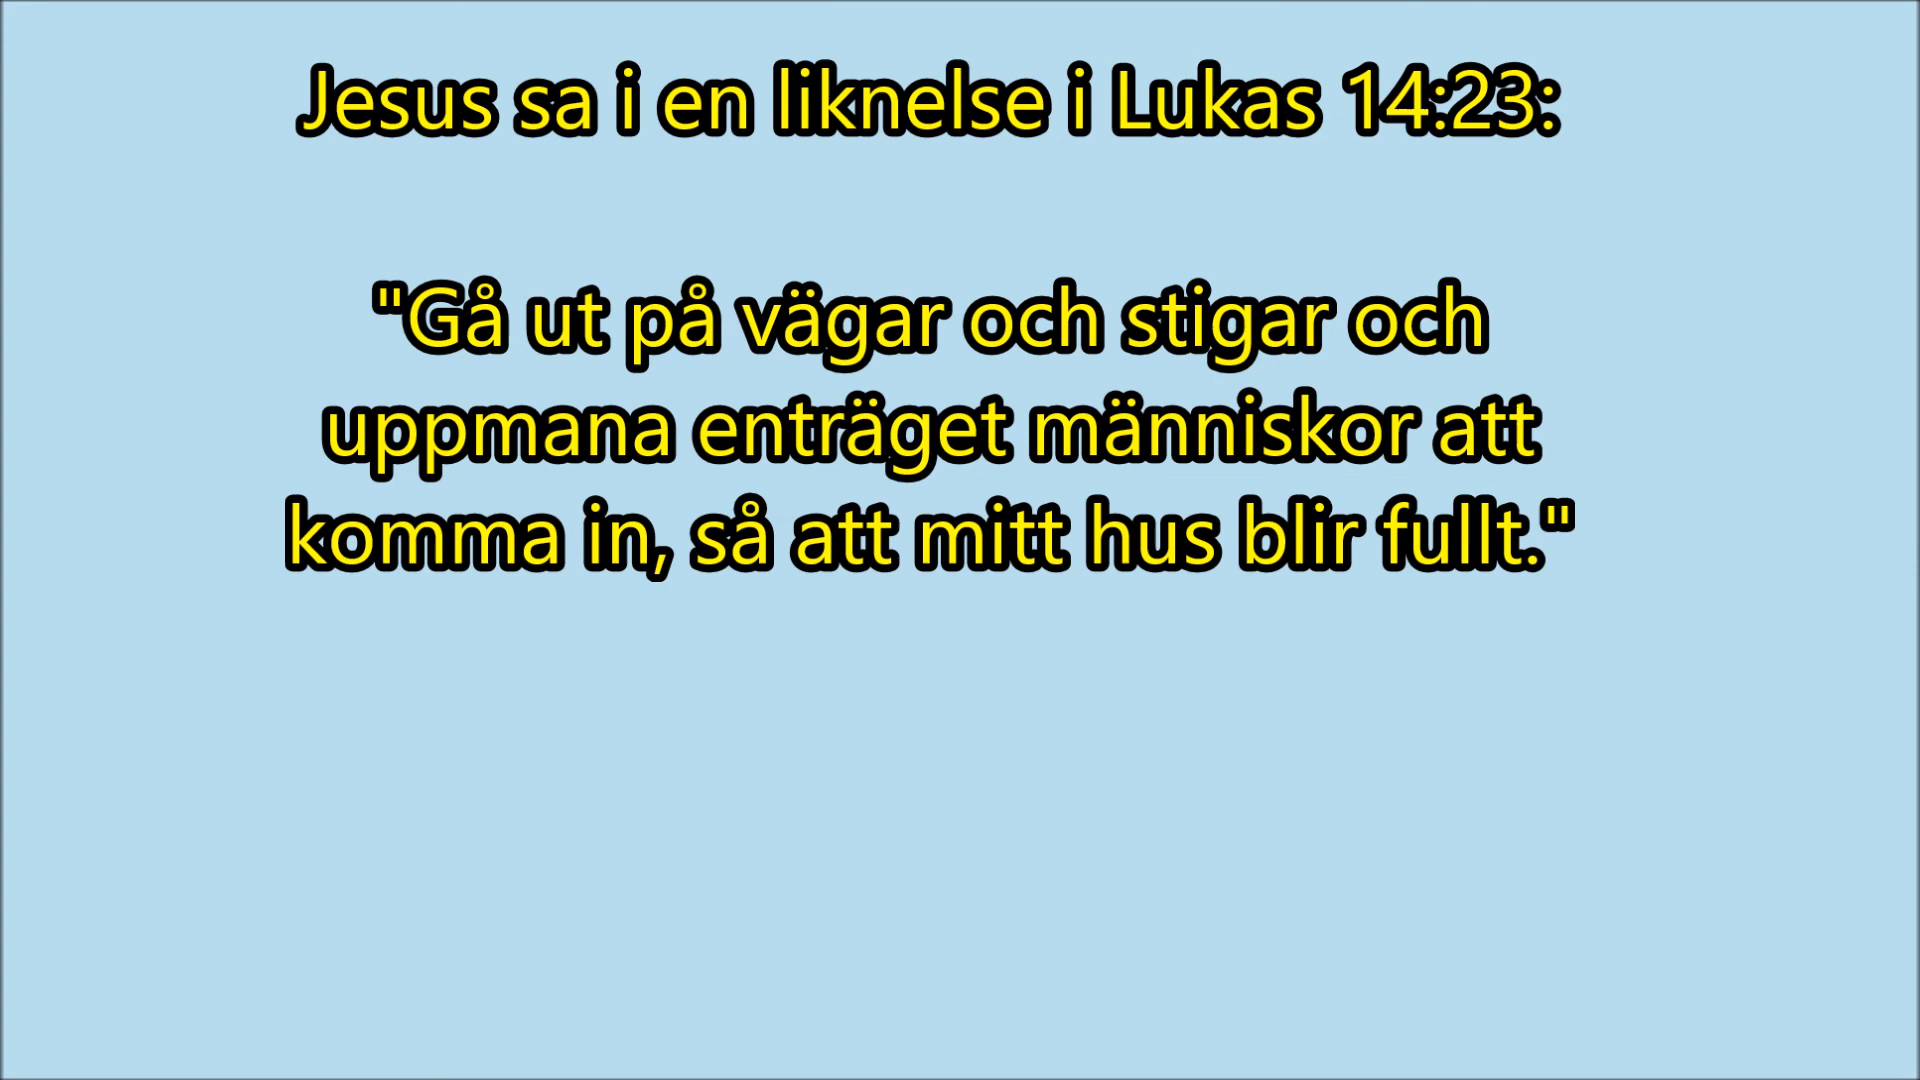 Jesus sa i en liknelse i Lukas 14:23:
"Gå ut på vägar och stigar och
uppmana enträget människor att
komma in, så att mitt hus blir fullt."